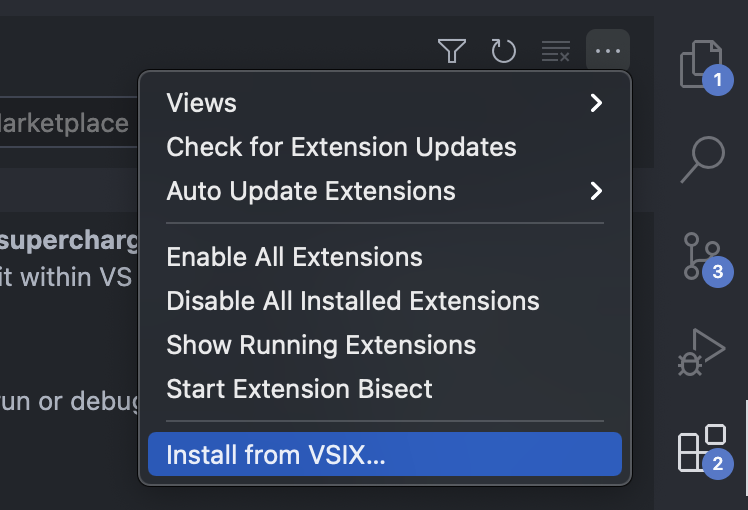 Views
arketplace
Check for Extension Updates
Auto Update Extensions
supercharg
it within VS
Enable All Extensions
Disable All Installed Extensions
Show Running Extensions
Start Extension Bisect
un or debug
Install from VSIX...
1
3
2